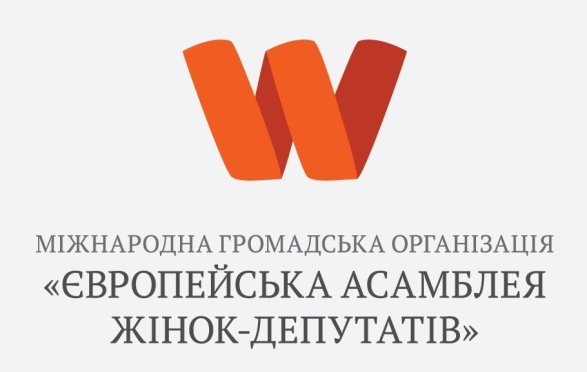 МІЖНАРОДНА ГРОМАДСЬКА ОРГАНІЗАЦІЯ
«ЄВРОПЕЙСЬКА АСАМБЛЕЯ
ЖІНОК-ДЕПУТАТІВ»